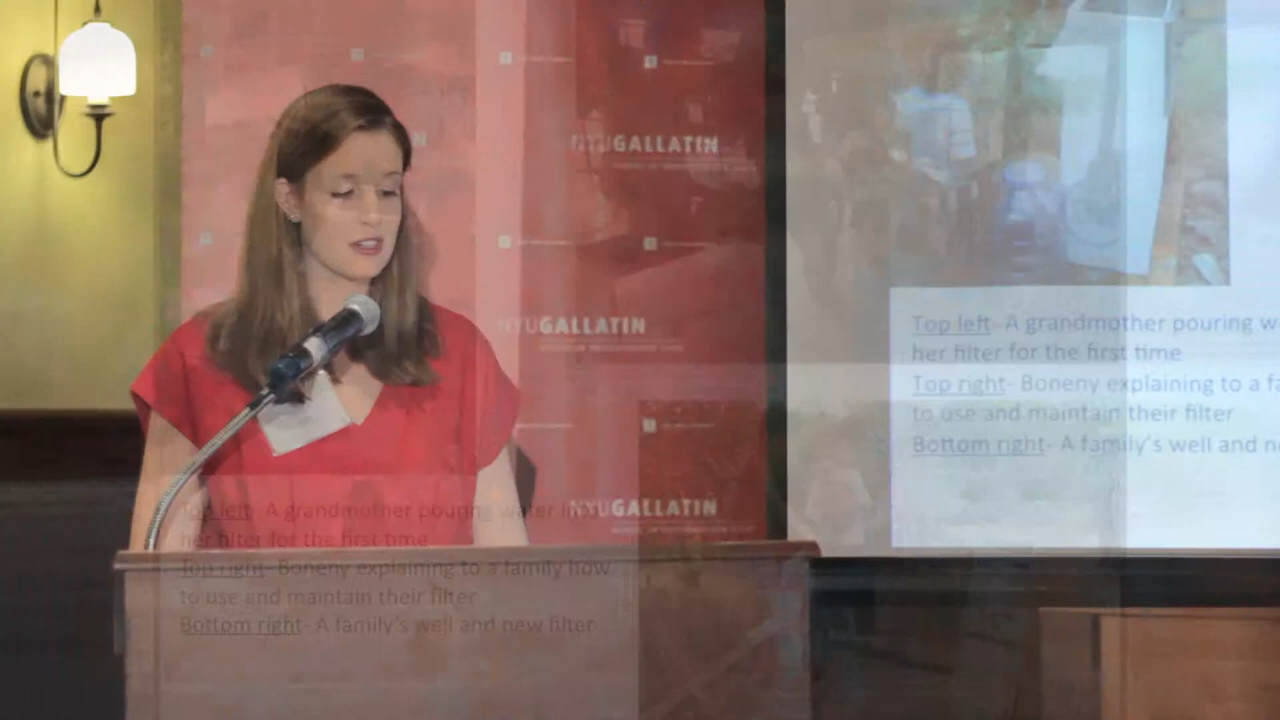 NYUGALLATIN
NYUGALLATIN
Top left- A grandmother pouring
her filter for the first time
Top right- Boneny explaining to a
to use and maintain their filter
Bottom right- A family's well and
NYUGALLATIN
Top left- A grandmother pouring water
her filter for the first time
Top right- Boneny explaining to a family how
to use and maintain their filter
Bottom right- A family's well and new filter